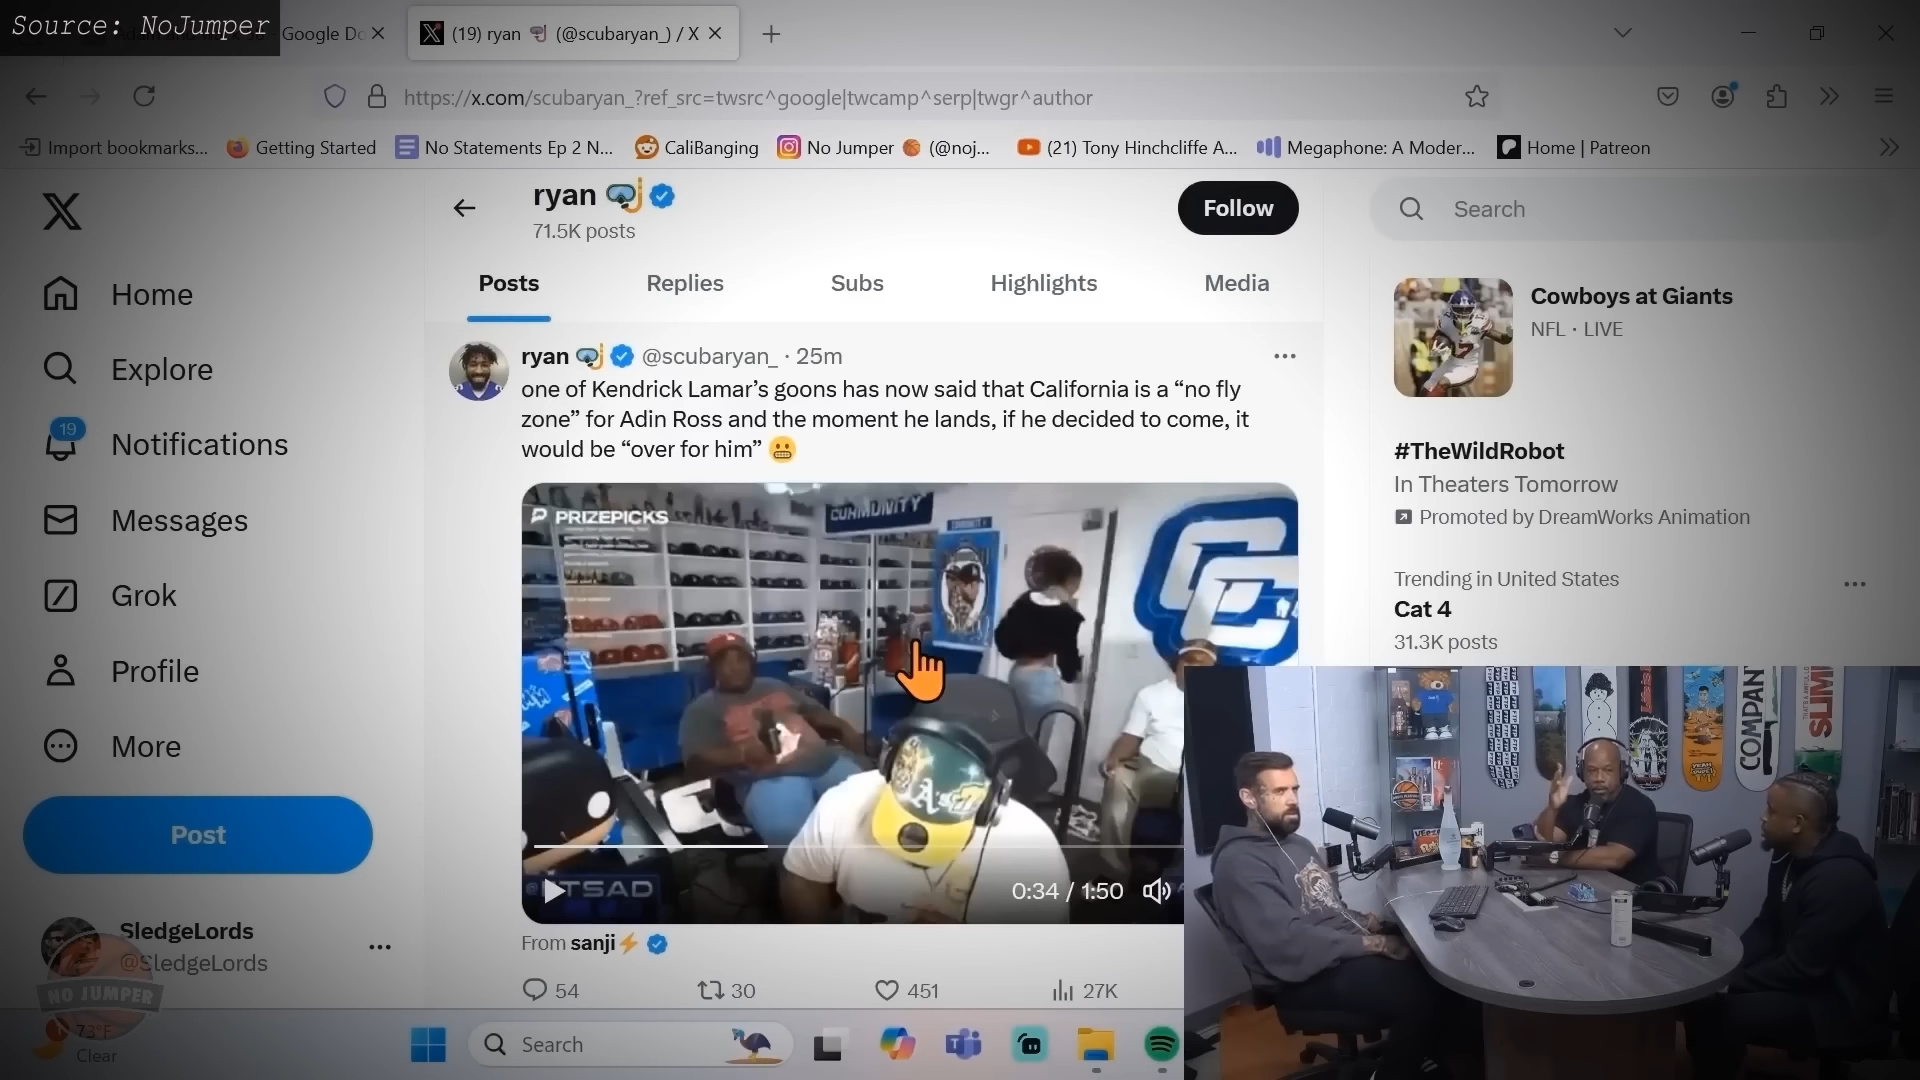 Source: NoJumper
Google Do
(19) ryan 🤿 (@scubaryan_) / X
https://x.com/scubaryan_?ref_src=twsrc^google|twcamp^serp|twgr^author
Import bookmarks...
Getting Started
No Statements Ep 2 N...
CaliBanging
No Jumper 🏀 (@noj...
(21) Tony Hinchcliffe A...
Megaphone: A Moder...
Home | Patreon
ryan 🤿
71.5K posts
Follow
Search
Posts
Replies
Subs
Highlights
Media
Home
Explore
19
Notifications
Messages
Grok
Profile
More
Post
SledgeLords
@SledgeLords
NO JUMPER
73°F
Clear
ryan 🤿 @scubaryan_ · 25m
one of Kendrick Lamar’s goons has now said that California is a “no fly
zone” for Adin Ross and the moment he lands, if he decided to come, it
would be “over for him” 😬
PRIZEPICKS
COMMUNITY
CC
A's
TSAD
0:34 / 1:50
From sanji⚡
54
30
451
27K
Cowboys at Giants
NFL · LIVE
#TheWildRobot
In Theaters Tomorrow
Promoted by DreamWorks Animation
Trending in United States
Cat 4
31.3K posts
COMPAN
SLIM
Search